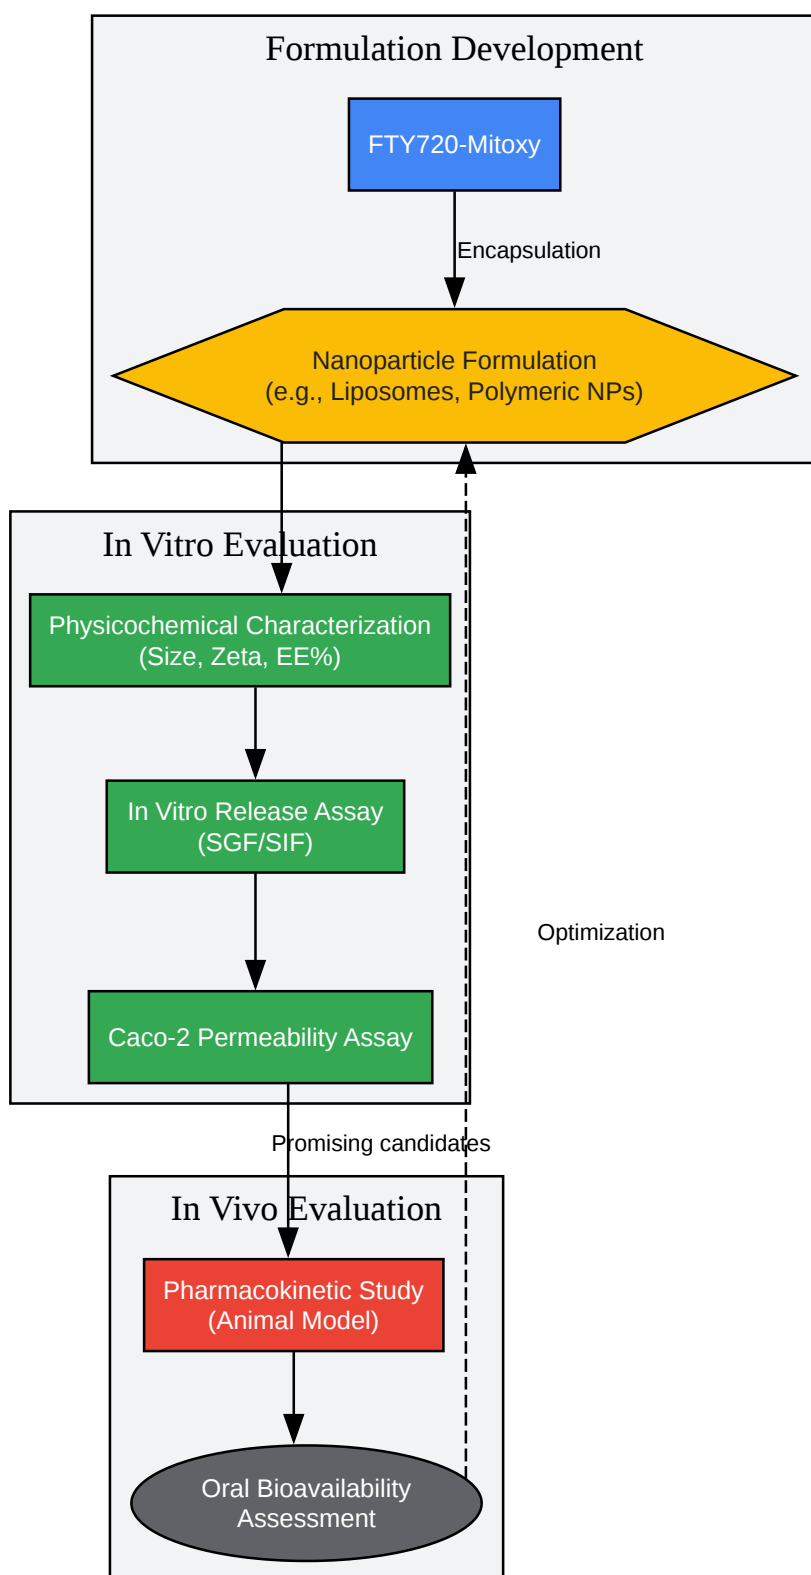 Formulation Development
FTY720-Mitoxy
Encapsulation
Nanoparticle Formulation
(e.g., Liposomes, Polymeric NPs)
In Vitro Evaluation
Physicochemical Characterization
(Size, Zeta, EE%)
In Vitro Release Assay
(SGF/SIF)
Optimization
Caco-2 Permeability Assay
Promising candidates
In Vivo Evaluation
Pharmacokinetic Study
(Animal Model)
Oral Bioavailability
Assessment